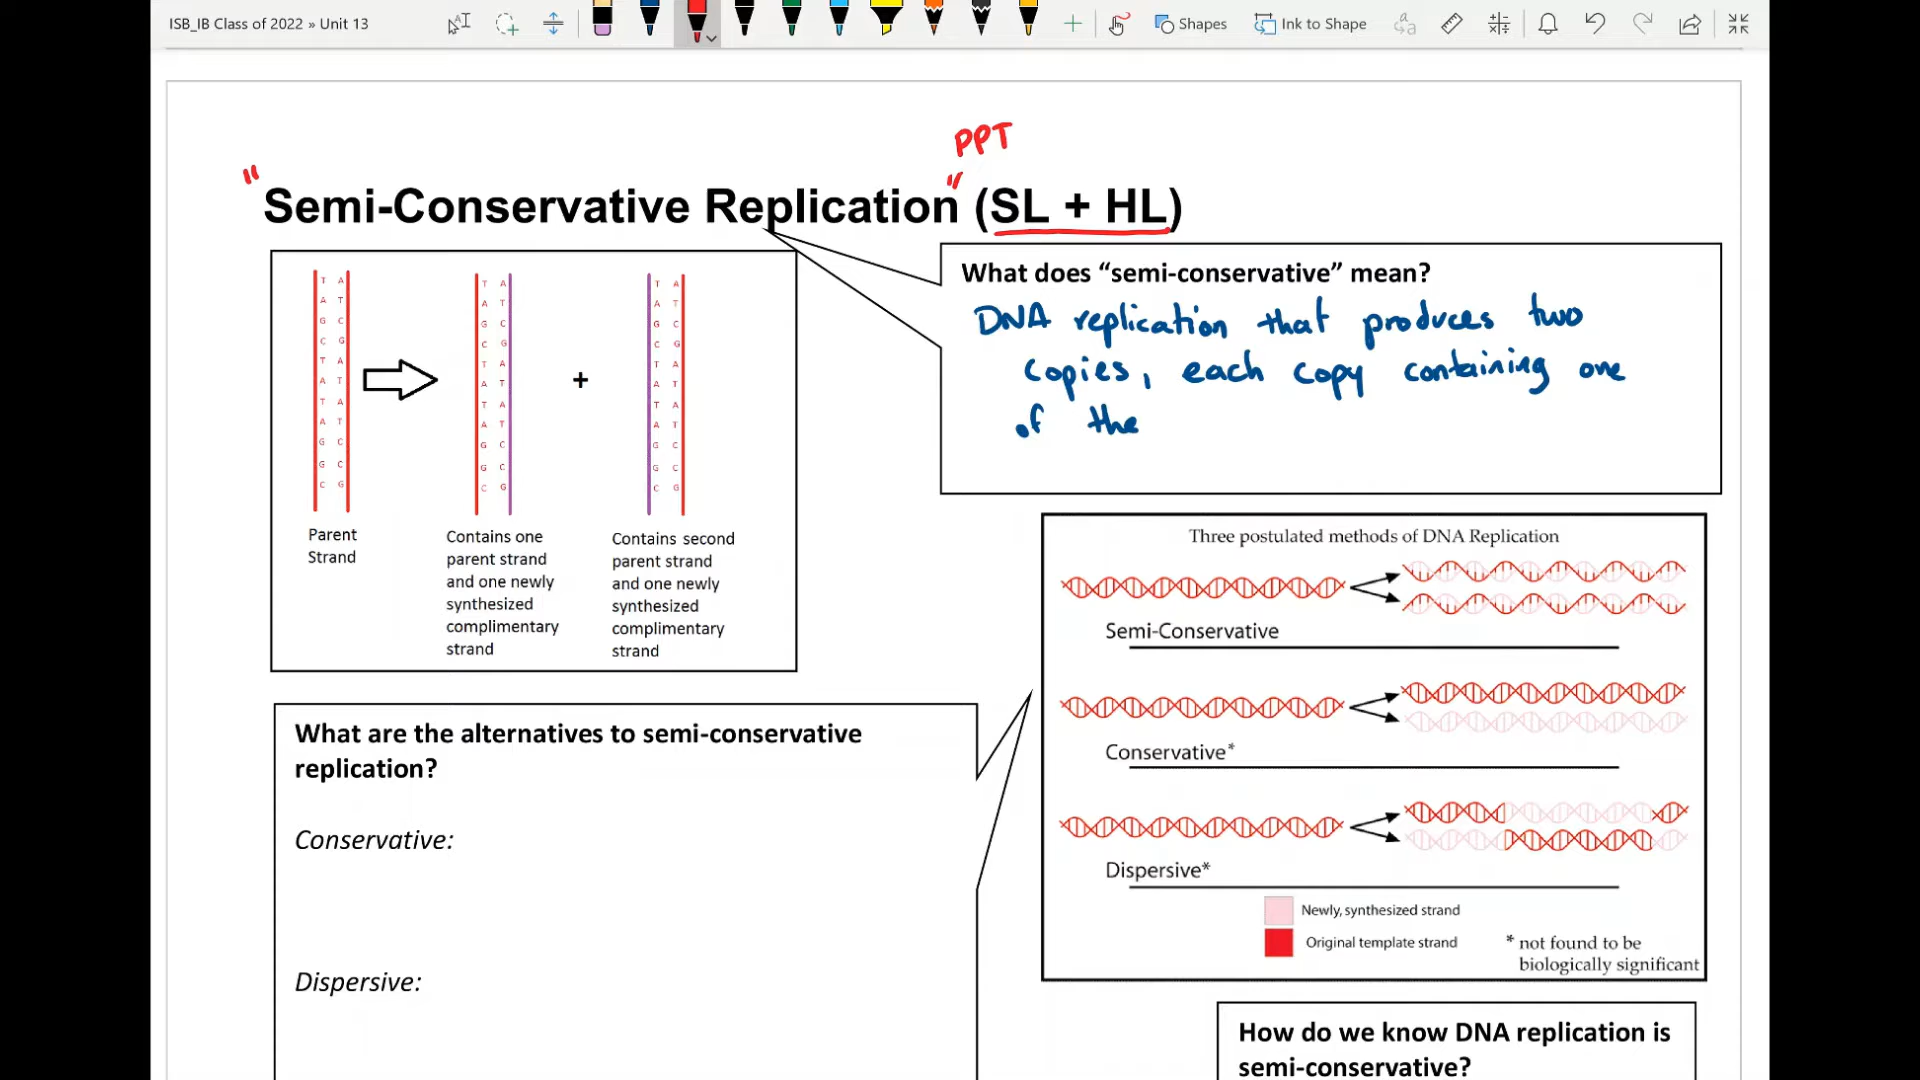 ISB_IB Class of 2022 » Unit 13
Shapes
Ink to Shape
PPT
"Semi-Conservative Replication" (SL + HL)
T A
A T
G C
C G
T A
A T
T A
A T
G C
G C
C G
T A
A T
G C
C G
T A
A T
T A
A T
G C
G C
C G
+
T A
A T
G C
C G
T A
A T
T A
A T
G C
G C
C G
Parent
Strand
Contains one
parent strand
and one newly
synthesized
complimentary
strand
Contains second
parent strand
and one newly
synthesized
complimentary
strand
What does “semi-conservative” mean?
DNA replication that produces two
copies, each copy containing one
of the
Three postulated methods of DNA Replication
Semi-Conservative
Conservative*
Dispersive*
Newly, synthesized strand
Original template strand
* not found to be
biologically significant
What are the alternatives to semi-conservative
replication?
Conservative:
Dispersive:
How do we know DNA replication is
semi-conservative?